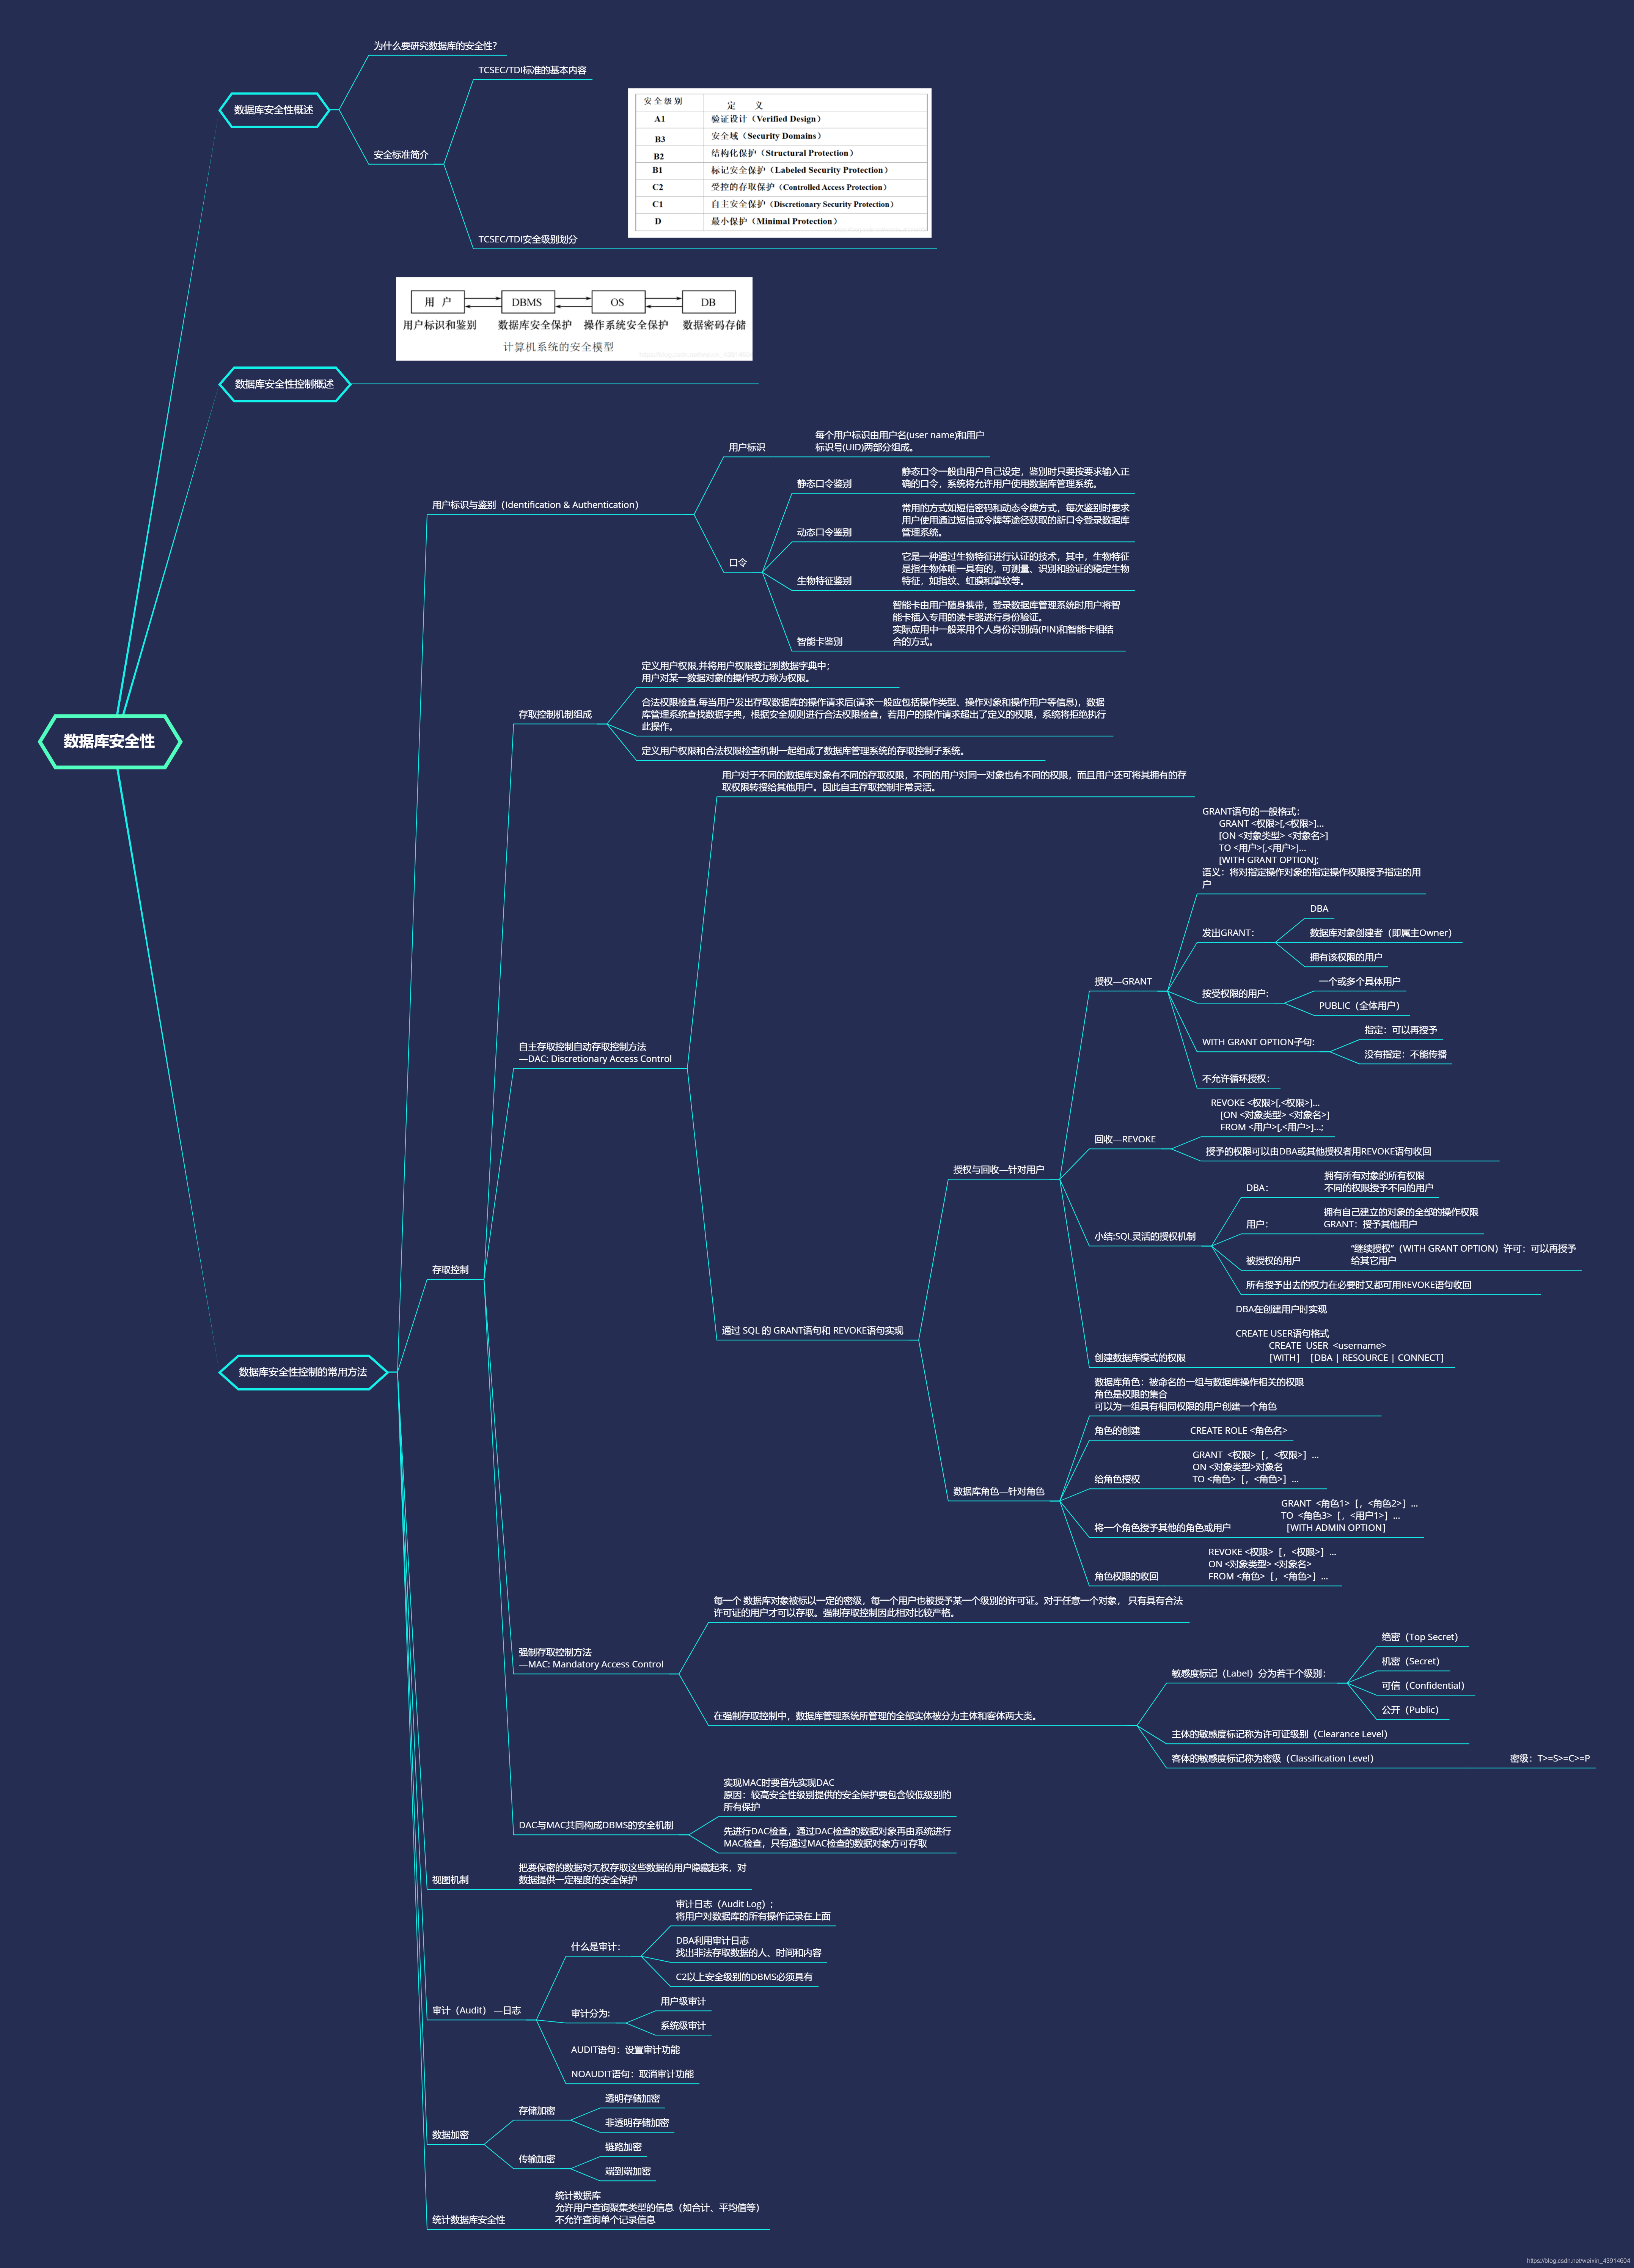 数据库安全性
数据库安全性概述
为什么要研究数据库的安全性?
安全标准简介
TCSEC/TDI标准的基本内容
TCSEC/TDI安全级别划分
安全级别 定 义
A1 验证设计（Verified Design）
B3 安全域（Security Domains）
B2 结构化保护（Structural Protection）
B1 标记安全保护（Labeled Security Protection）
C2 受控的存取保护（Controlled Access Protection）
C1 自主安全保护（Discretionary Security Protection）
D 最小保护（Minimal Protection）
数据库安全性控制概述
用 户 DBMS OS DB
用户标识和鉴别 数据库安全保护 操作系统安全保护 数据密码存储
计算机系统的安全模型
数据库安全性控制的常用方法
用户标识与鉴别（Identification & Authentication）
用户标识
每个用户标识由用户名(user name)和用户
标识号(UID)两部分组成。
口令
静态口令鉴别
静态口令一般由用户自己设定，鉴别时只要按要求输入正
确的口令，系统将允许用户使用数据库管理系统。
动态口令鉴别
常用的方式如短信密码和动态令牌方式，每次鉴别时要求
用户使用通过短信或令牌等途径获取的新口令登录数据库
管理系统。
生物特征鉴别
它是一种通过生物特征进行认证的技术，其中，生物特征
是指生物体唯一具有的，可测量、识别和验证的稳定生物
特征，如指纹、虹膜和掌纹等。
智能卡鉴别
智能卡由用户随身携带，登录数据库管理系统时用户将智
能卡插入专用的读卡器进行身份验证。
实际应用中一般采用个人身份识别码(PIN)和智能卡相结
合的方式。
存取控制
存取控制机制组成
定义用户权限,并将用户权限登记到数据字典中；
用户对某一数据对象的操作权力称为权限。
合法权限检查,每当用户发出存取数据库的操作请求后(请求一般应包括操作类型、操作对象和操作用户等信息)，数据
库管理系统查找数据字典，根据安全规则进行合法权限检查，若用户的操作请求超出了定义的权限，系统将拒绝执行
此操作。
定义用户权限和合法权限检查机制一起组成了数据库管理系统的存取控制子系统。
自主存取控制自动存取控制方法
—DAC: Discretionary Access Control
用户对于不同的数据库对象有不同的存取权限，不同的用户对同一对象也有不同的权限，而且用户还可将其拥有的存
取权限转授给其他用户。因此自主存取控制非常灵活。
通过 SQL 的 GRANT语句和 REVOKE语句实现
授权与回收—针对用户
授权—GRANT
GRANT语句的一般格式：
GRANT <权限>[,<权限>]...
[ON <对象类型> <对象名>]
TO <用户>[,<用户>]...
[WITH GRANT OPTION];
语义：将对指定操作对象的指定操作权限授予指定的用
户
发出GRANT：
DBA
数据库对象创建者（即属主Owner）
拥有该权限的用户
按受权限的用户:
一个或多个具体用户
PUBLIC（全体用户）
WITH GRANT OPTION子句:
指定：可以再授予
没有指定：不能传播
不允许循环授权：
回收—REVOKE
REVOKE <权限>[,<权限>]...
[ON <对象类型> <对象名>]
FROM <用户>[,<用户>]...;
授予的权限可以由DBA或其他授权者用REVOKE语句收回
小结:SQL灵活的授权机制
DBA：
拥有所有对象的所有权限
不同的权限授予不同的用户
用户：
拥有自己建立的对象的全部的操作权限
GRANT：授予其他用户
被授权的用户
“继续授权”（WITH GRANT OPTION）许可：可以再授予
给其它用户
所有授予出去的权力在必要时又都可用REVOKE语句收回
创建数据库模式的权限
DBA在创建用户时实现
CREATE USER语句格式
CREATE USER <username>
[WITH] [DBA | RESOURCE | CONNECT]
数据库角色—针对角色
数据库角色：被命名的一组与数据库操作相关的权限
角色是权限的集合
可以为一组具有相同权限的用户创建一个角色
角色的创建
CREATE ROLE <角色名>
给角色授权
GRANT <权限>［，<权限>］...
ON <对象类型>对象名
TO <角色>［，<角色>］...
将一个角色授予其他的角色或用户
GRANT <角色1>［，<角色2>］...
TO <角色3>［，<用户1>］...
［WITH ADMIN OPTION］
角色权限的收回
REVOKE <权限>［，<权限>］...
ON <对象类型> <对象名>
FROM <角色>［，<角色>］...
强制存取控制方法
—MAC: Mandatory Access Control
每一个 数据库对象被标以一定的密级，每一个用户也被授予某一个级别的许可证。对于任意一个对象， 只有具有合法
许可证的用户才可以存取。强制存取控制因此相对比较严格。
在强制存取控制中，数据库管理系统所管理的全部实体被分为主体和客体两大类。
敏感度标记（Label）分为若干个级别：
绝密（Top Secret）
机密（Secret）
可信（Confidential）
公开（Public）
主体的敏感度标记称为许可证级别（Clearance Level）
客体的敏感度标记称为密级（Classification Level）
密级：T>=S>=C>=P
DAC与MAC共同构成DBMS的安全机制
实现MAC时要首先实现DAC
原因：较高安全性级别提供的安全保护要包含较低级别的
所有保护
先进行DAC检查，通过DAC检查的数据对象再由系统进行
MAC检查，只有通过MAC检查的数据对象方可存取
视图机制
把要保密的数据对无权存取这些数据的用户隐藏起来，对
数据提供一定程度的安全保护
审计（Audit） —日志
什么是审计：
审计日志（Audit Log）；
将用户对数据库的所有操作记录在上面
DBA利用审计日志
找出非法存取数据的人、时间和内容
C2以上安全级别的DBMS必须具有
审计分为:
用户级审计
系统级审计
AUDIT语句：设置审计功能
NOAUDIT语句：取消审计功能
数据加密
存储加密
透明存储加密
非透明存储加密
传输加密
链路加密
端到端加密
统计数据库安全性
统计数据库
允许用户查询聚集类型的信息（如合计、平均值等）
不允许查询单个记录信息
https://blog.csdn.net/weixin_43914604